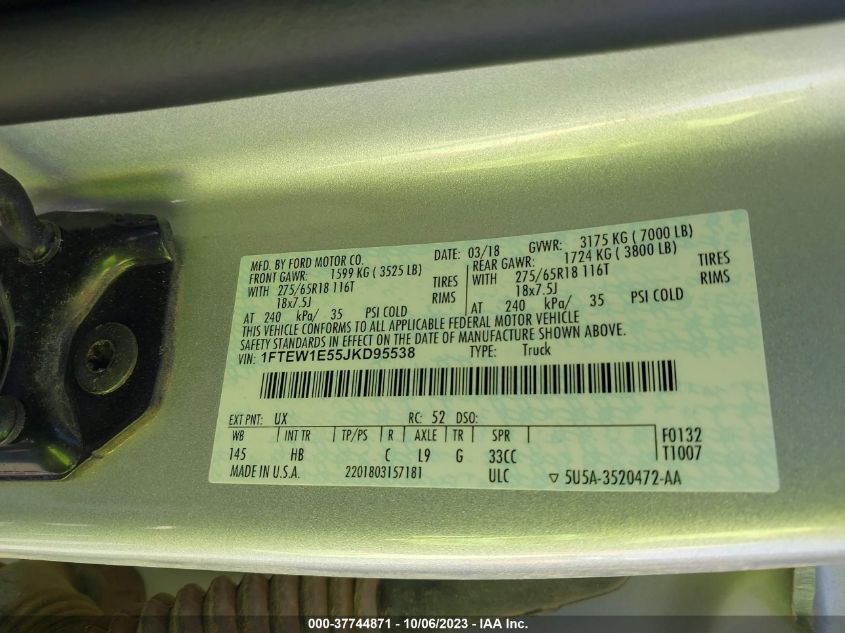 MFD. BY FORD MOTOR CO. DATE: 03/18 GVWR: 3175 KG ( 7000 LB)
FRONT GAWR: 1599 KG ( 3525 LB) REAR GAWR: 1724 KG ( 3800 LB)
WITH 275/65R18 116T TIRES WITH 275/65R18 116T TIRES
18x7.5J RIMS 18x7.5J RIMS
AT 240 kPa/ 35 PSI COLD AT 240 kPa/ 35 PSI COLD
THIS VEHICLE CONFORMS TO ALL APPLICABLE FEDERAL MOTOR VEHICLE
SAFETY STANDARDS IN EFFECT ON THE DATE OF MANUFACTURE SHOWN ABOVE.
VIN: 1FTEW1E55JKD95538 TYPE: Truck
EXT PNT: UX RC: 52 DSO:
WB INT TR TP/PS R AXLE TR SPR F0132
145 HB C L9 G 33CC T1007
MADE IN U.S.A. 2201803157181 ULC ▽ 5U5A-3520472-AA
000-37744871 - 10/06/2023 - IAA Inc.